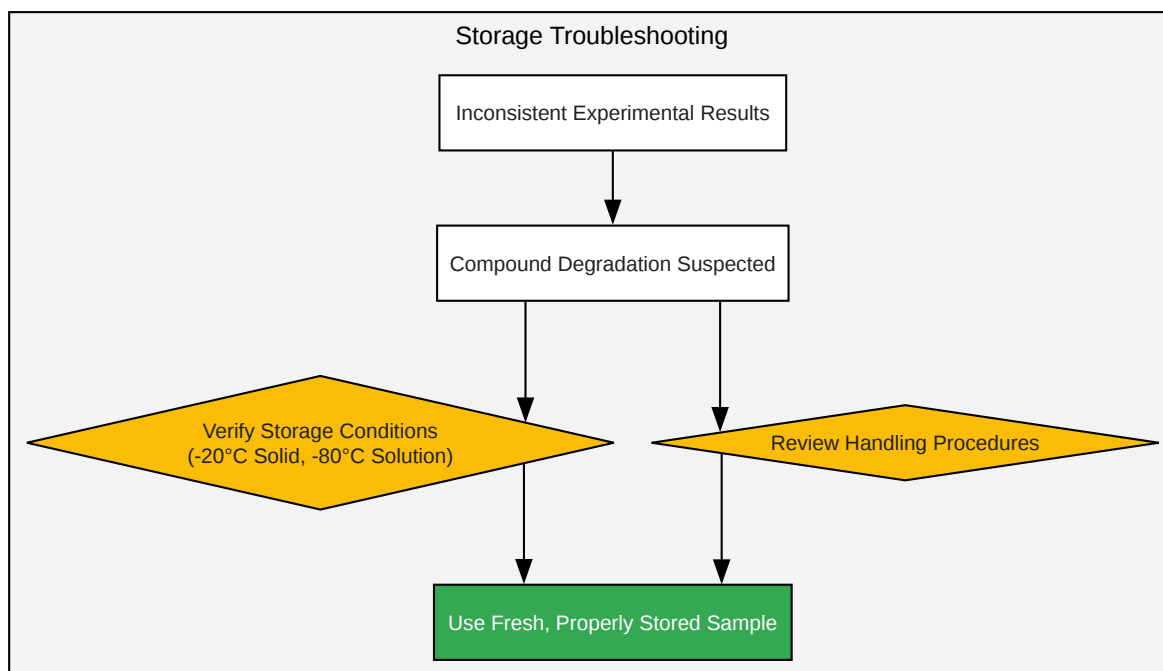 Storage Troubleshooting
Inconsistent Experimental Results
Compound Degradation Suspected
Verify Storage Conditions
(-20°C Solid, -80°C Solution)
Review Handling Procedures
Use Fresh, Properly Stored Sample